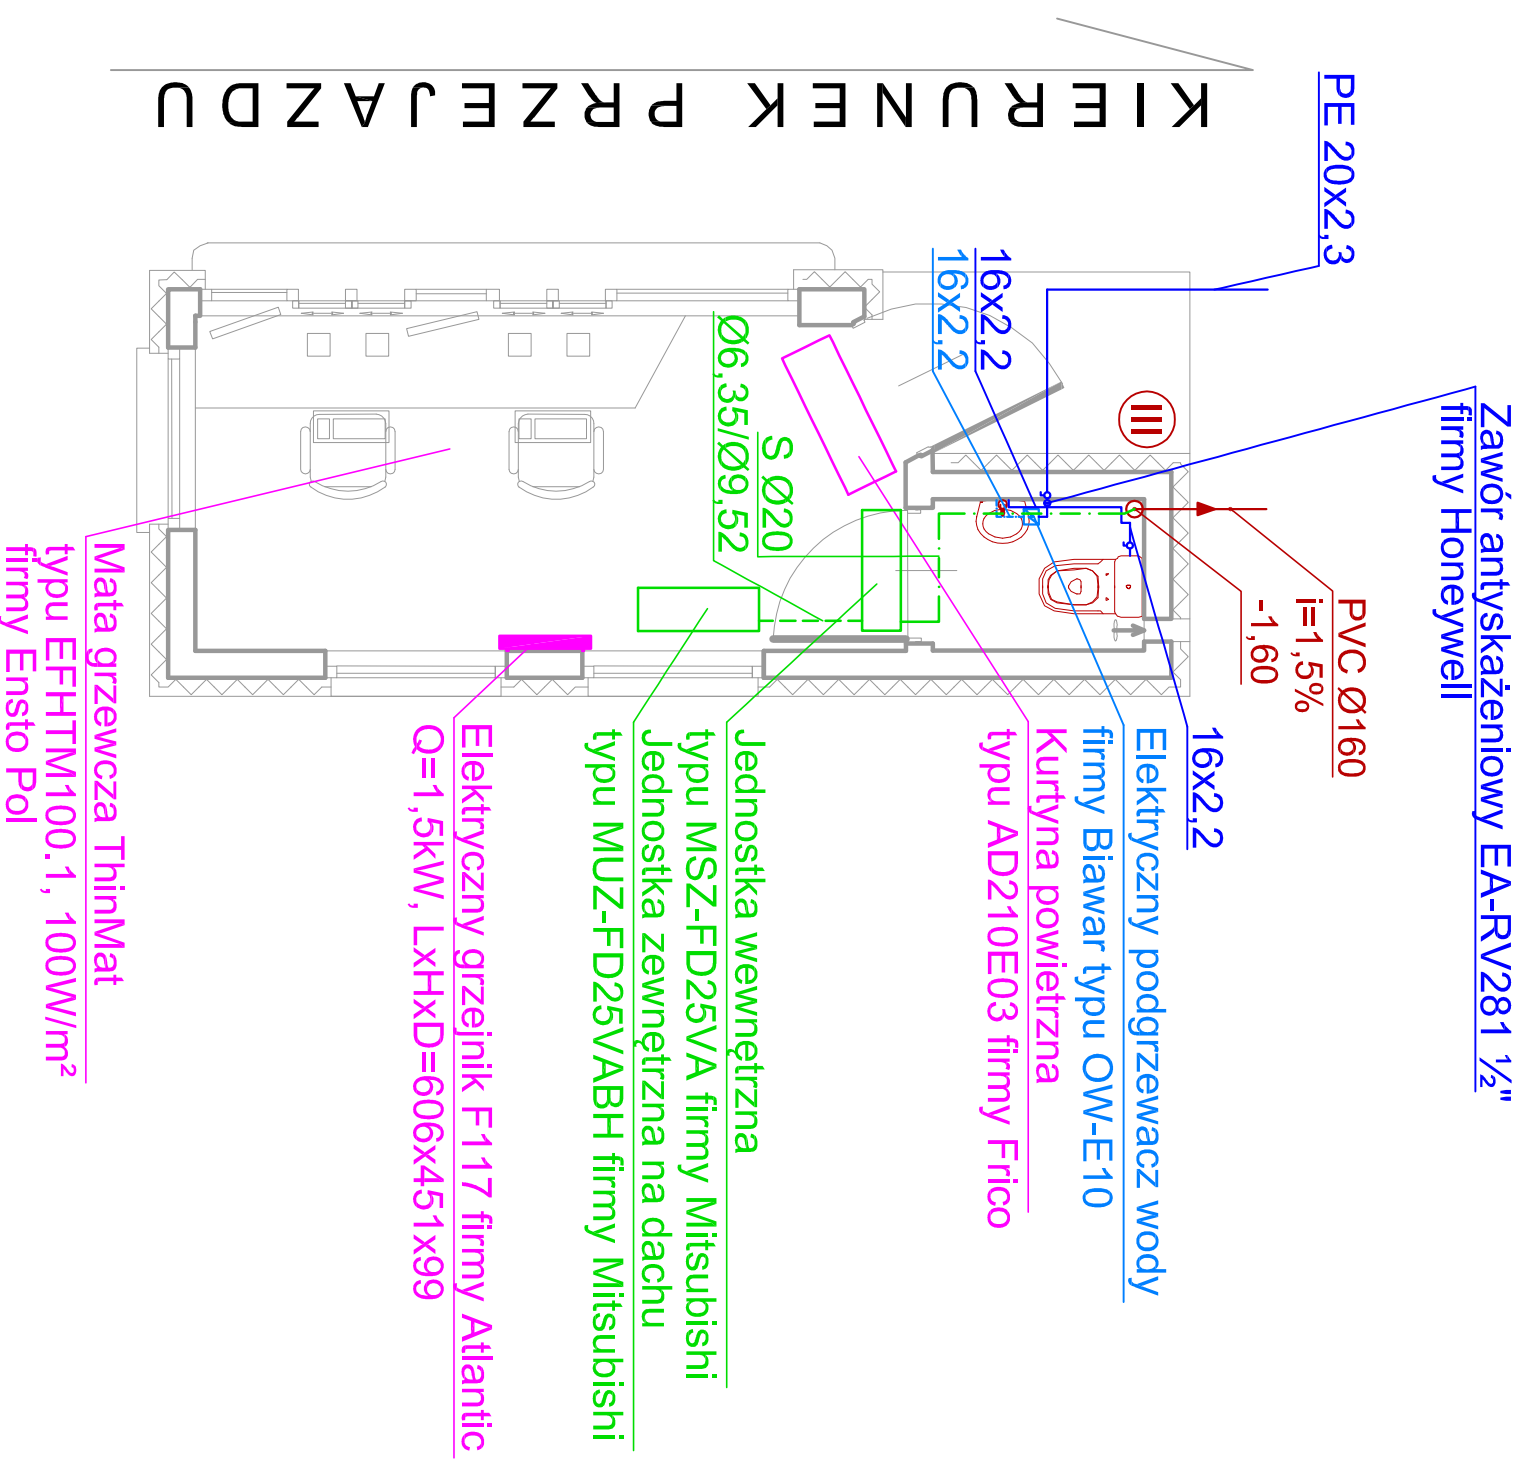 KIERUNEK PRZEJAZDU
PE 20x2,3
Zawór antyskażeniowy EA-RV281 ½"
firmy Honeywell
16x2,2
16x2,2
PVC Ø160
i=1,5%
-1,60
III
S Ø20
Ø6,35/Ø9,52
16x2,2
Elektryczny podgrzewacz wody
firmy Biawar typu OW-E10
Kurtyna powietrzna
typu AD210E03 firmy Frico
Jednostka wewnętrzna
typu MSZ-FD25VA firmy Mitsubishi
Jednostka zewnętrzna na dachu
typu MUZ-FD25VABH firmy Mitsubishi
Elektryczny grzejnik F117 firmy Atlantic
Q=1,5kW, LxHxD=606x451x99
Mata grzewcza ThinMat
typu EFHTM100.1, 100W/m²
firmy Ensto Pol